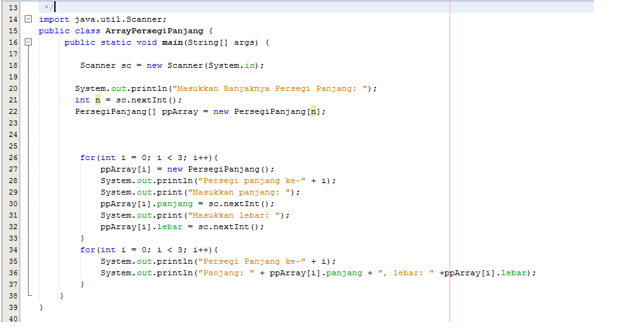 13 */
14 import java.util.Scanner;
15 public class ArrayPersegiPanjang {
16 public static void main(String[] args) {
17
18 Scanner sc = new Scanner(System.in);
19
20 System.out.println("Masukkan Banyaknya Persegi Panjang: ");
21 int n = sc.nextInt();
22 PersegiPanjang[] ppArray = new PersegiPanjang[n];
23
24
25
26 for(int i = 0; i < 3; i++){
27 ppArray[i] = new PersegiPanjang();
28 System.out.println("Persegi panjang ke-" + i);
29 System.out.print("Masukkan panjang: ");
30 ppArray[i].panjang = sc.nextInt();
31 System.out.print("Masukkan lebar: ");
32 ppArray[i].lebar = sc.nextInt();
33 }
34 for(int i = 0; i < 3; i++){
35 System.out.println("Persegi Panjang ke-" + i);
36 System.out.println("Panjang: " + ppArray[i].panjang + ", lebar: " +ppArray[i].lebar);
37 }
38 }
39 }
40